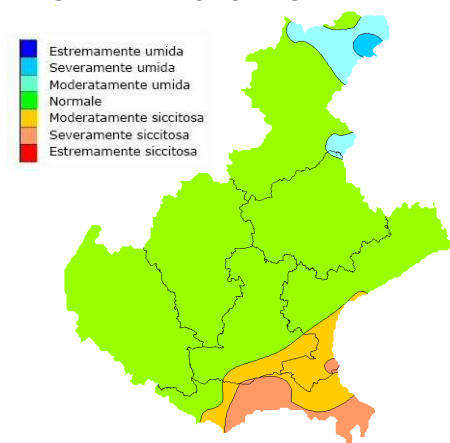 Estremamente umida
Severamente umida
Moderatamente umida
Normale
Moderatamente siccitosa
Severamente siccitosa
Estremamente siccitosa